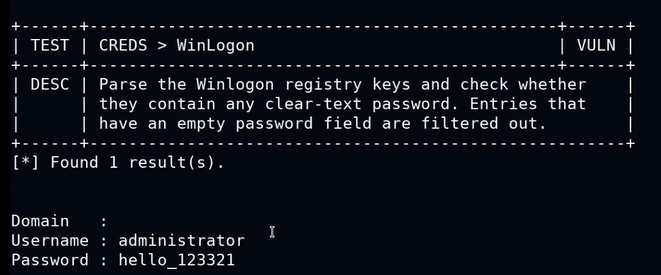 +------+------------------------------------------------+------+
| TEST | CREDS > WinLogon                               | VULN |
+------+------------------------------------------------+------+
| DESC | Parse the Winlogon registry keys and check whether    |
|      | they contain any clear-text password. Entries that    |
|      | have an empty password field are filtered out.        |
+------+-------------------------------------------------------+
[*] Found 1 result(s).
Domain   :
Username : administrator
Password : hello_123321